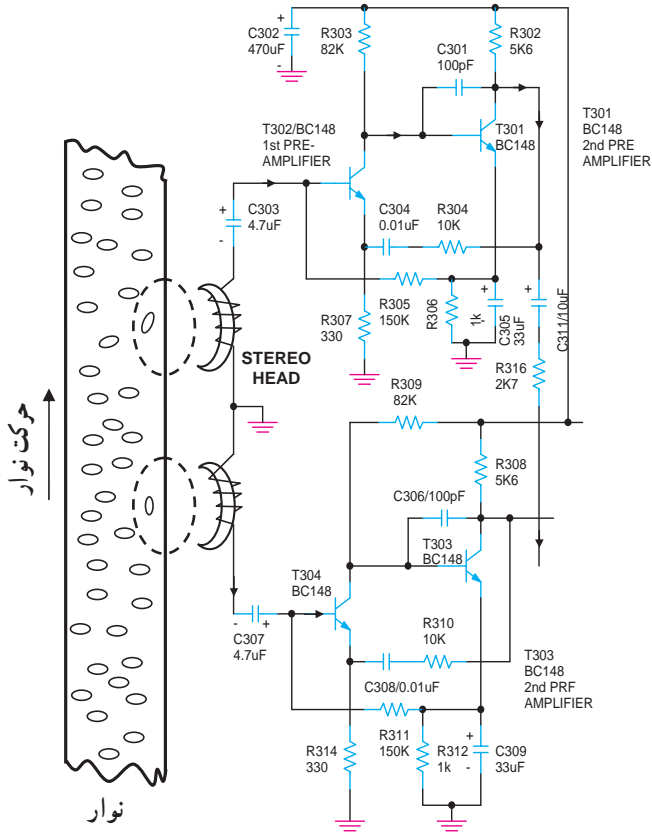 C302
470uF
R303
82K
R302
5K6
C301
100pF
T302/BC148
1st PRE-
AMPLIFIER
T301
BC148
T301
BC148
2nd PRE
AMPLIFIER
C303
4.7uF
C304
0.01uF
R304
10K
R305
150K
R306
1k
C305
33uF
C311/10uF
R307
330
R316
2K7
STEREO
HEAD
حرکت نوار
R309
82K
R308
5K6
C306/100pF
T303
BC148
T304
BC148
C307
4.7uF
R310
10K
C308/0.01uF
T303
BC148
2nd PRF
AMPLIFIER
R311
150K
R314
330
R312
1k
C309
33uF
نوار